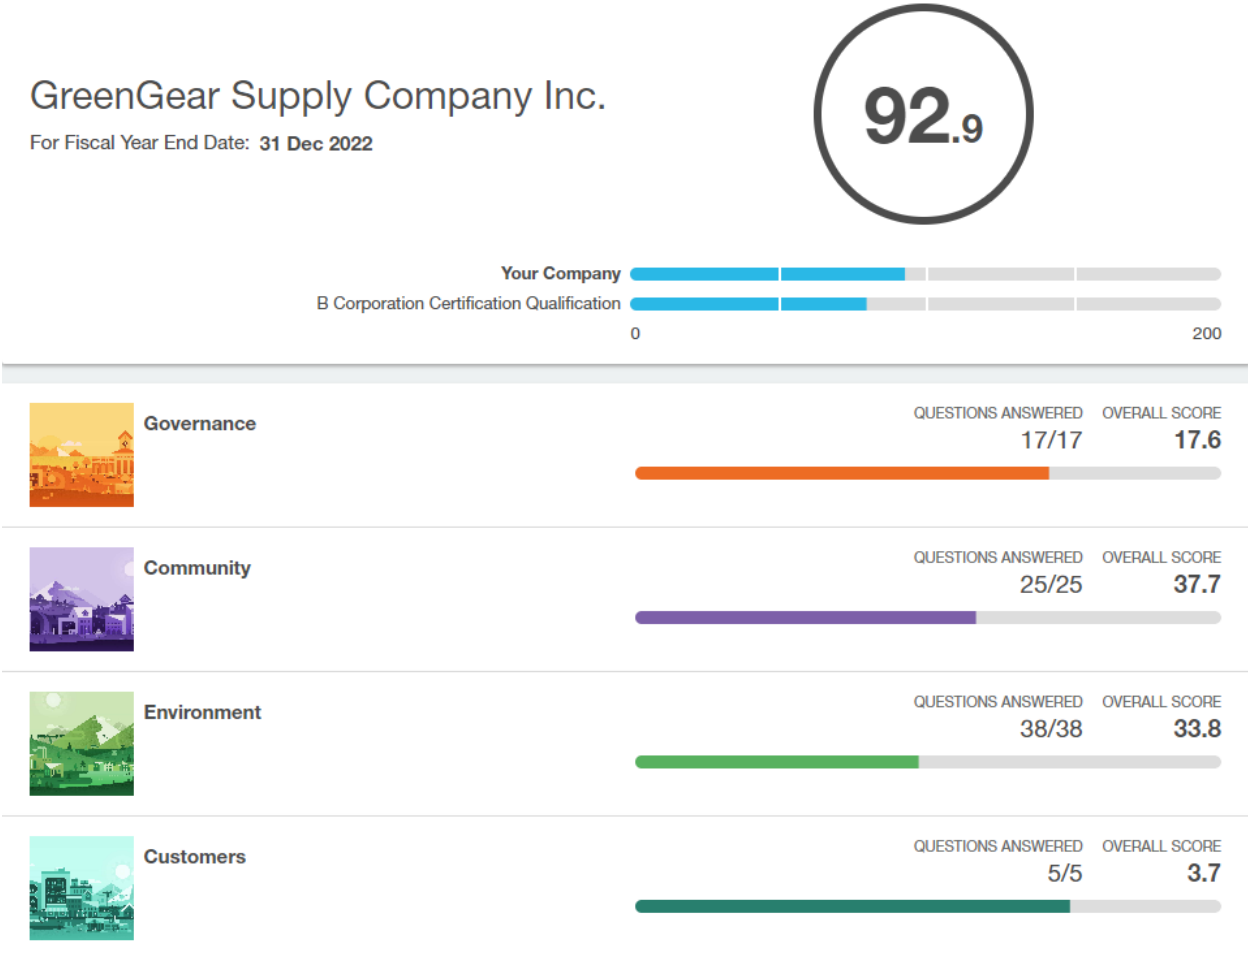 GreenGear Supply Company Inc.
For Fiscal Year End Date: 31 Dec 2022
92.9
Your Company
B Corporation Certification Qualification
0 200
Governance
QUESTIONS ANSWERED OVERALL SCORE
17/17 17.6
Community
QUESTIONS ANSWERED OVERALL SCORE
25/25 37.7
Environment
QUESTIONS ANSWERED OVERALL SCORE
38/38 33.8
Customers
QUESTIONS ANSWERED OVERALL SCORE
5/5 3.7